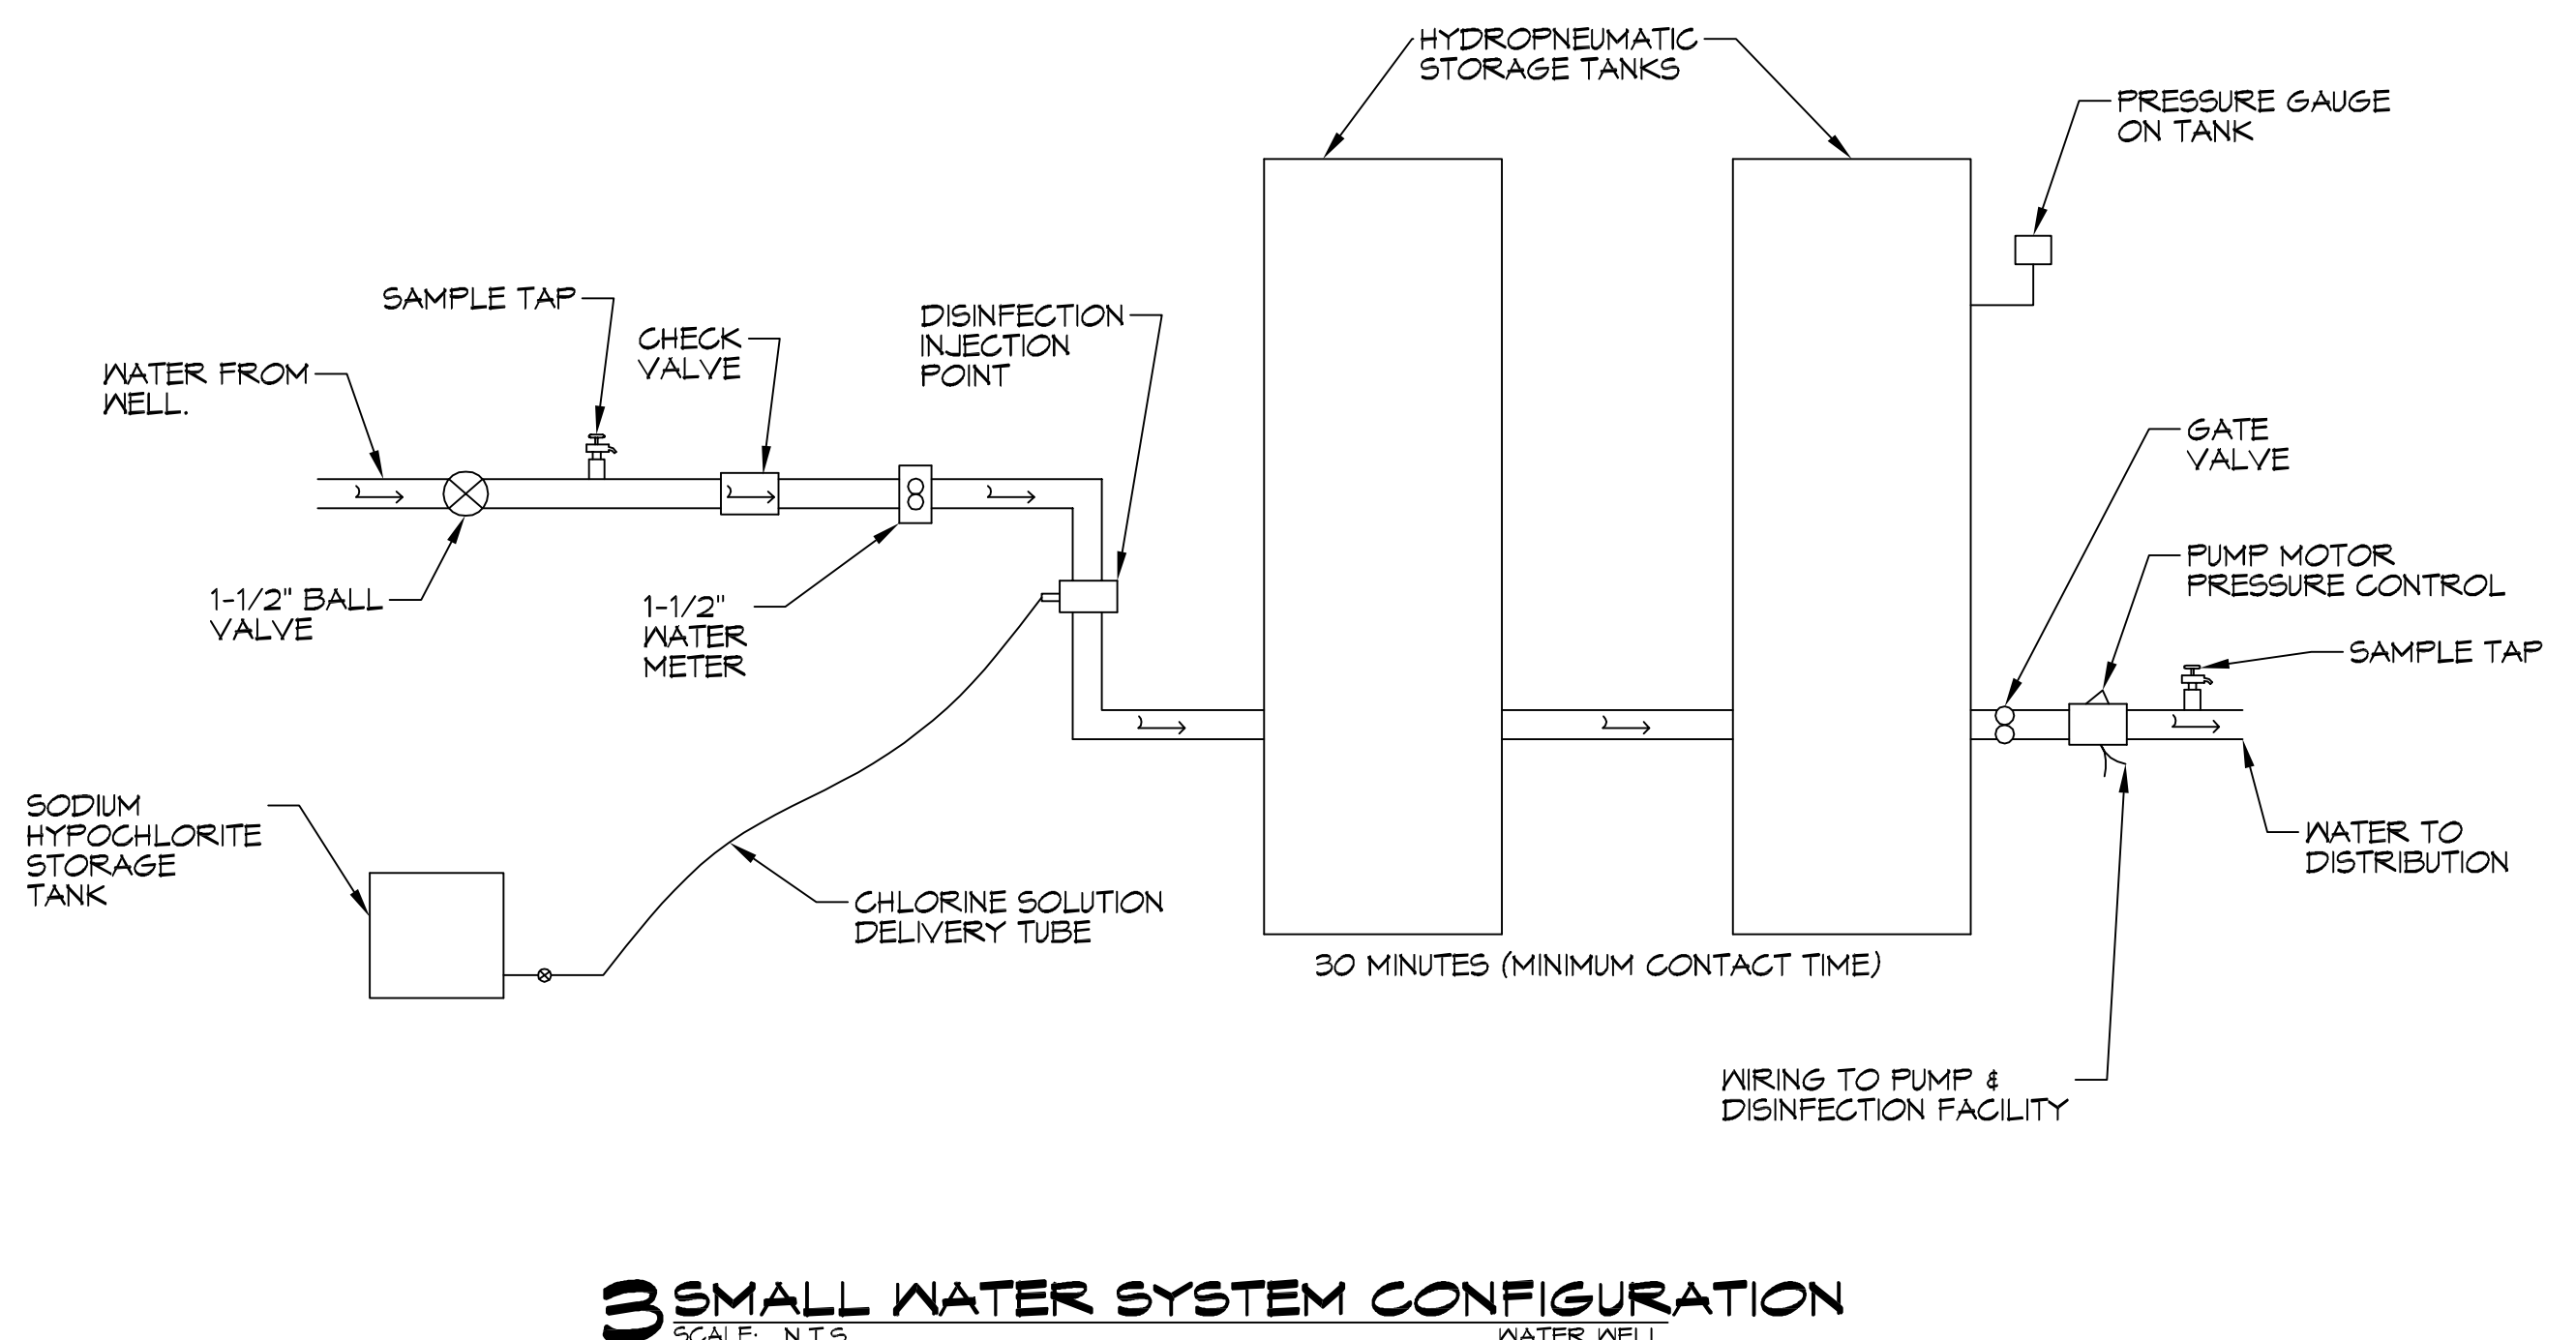 HYDROPNEUMATIC
STORAGE TANKS
PRESSURE GAUGE
ON TANK
SAMPLE TAP
CHECK
VALVE
DISINFECTION
INJECTION
POINT
WATER FROM
WELL.
GATE
VALVE
PUMP MOTOR
PRESSURE CONTROL
1-1/2" BALL
VALVE
1-1/2"
WATER
METER
SAMPLE TAP
SODIUM
HYPOCHLORITE
STORAGE
TANK
WATER TO
DISTRIBUTION
CHLORINE SOLUTION
DELIVERY TUBE
30 MINUTES (MINIMUM CONTACT TIME)
WIRING TO PUMP &
DISINFECTION FACILITY
3 SMALL WATER SYSTEM CONFIGURATION
SCALE: N.T.S. WATER WELL